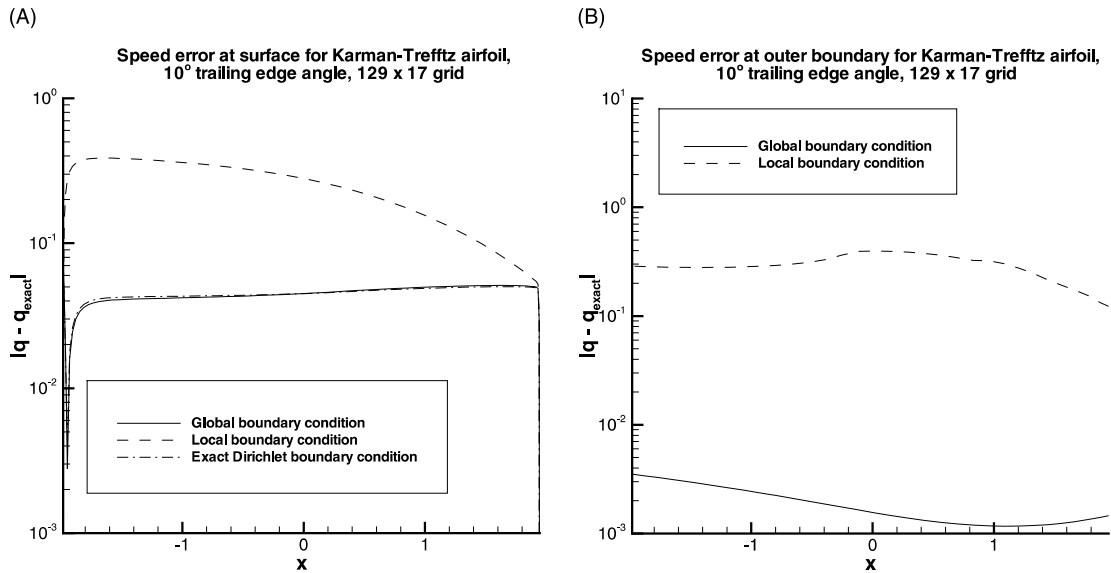 (A)
Speed error at surface for Karman-Trefftz airfoil,
10° trailing edge angle, 129 x 17 grid
10^0
10^-1
10^-2
10^-3
|q - q_exact|
Global boundary condition
Local boundary condition
Exact Dirichlet boundary condition
-1
0
1
x
(B)
Speed error at outer boundary for Karman-Trefftz airfoil,
10° trailing edge angle, 129 x 17 grid
10^1
10^0
10^-1
10^-2
10^-3
|q - q_exact|
Global boundary condition
Local boundary condition
-1
0
1
x